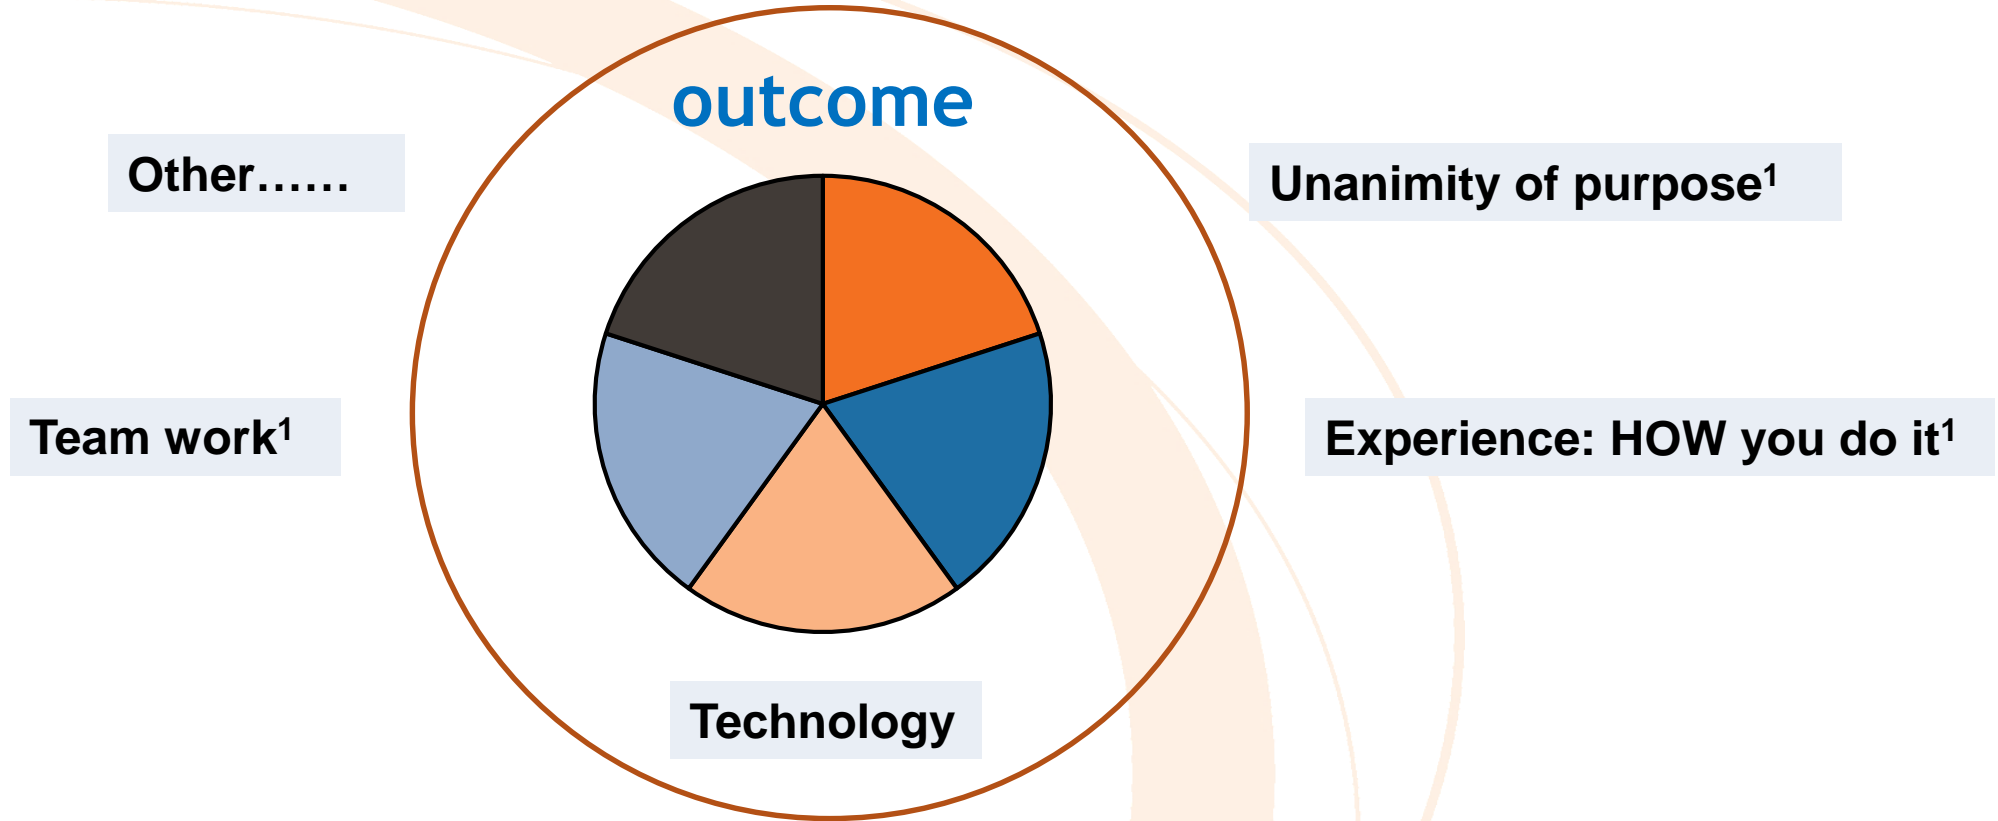 outcome
Other……
Unanimity of purpose¹
Team work¹
Experience: HOW you do it¹
Technology